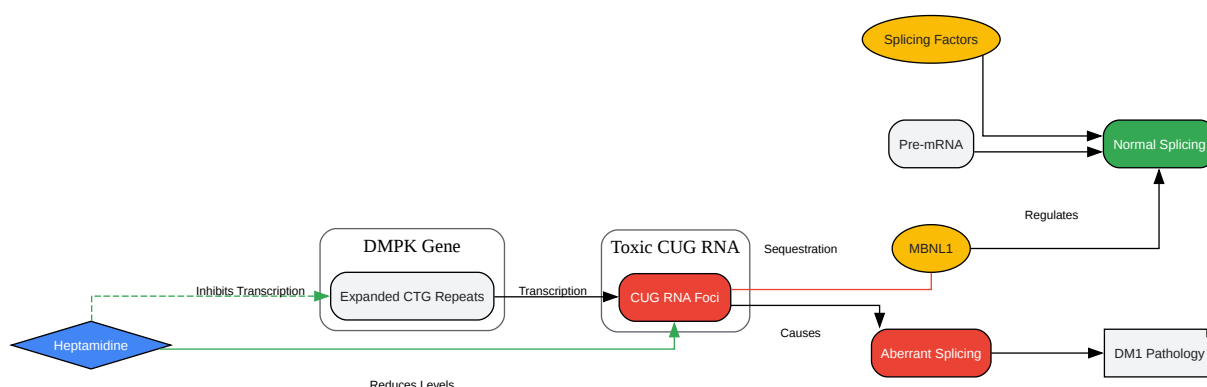 Splicing Factors
Pre-mRNA
Normal Splicing
Regulates
DMPK Gene
Toxic CUG RNA
Sequestration
MBNL1
Inhibits Transcription
Expanded CTG Repeats
Transcription
CUG RNA Foci
Causes
Heptamidine
Aberrant Splicing
DM1 Pathology
Reduces Levels